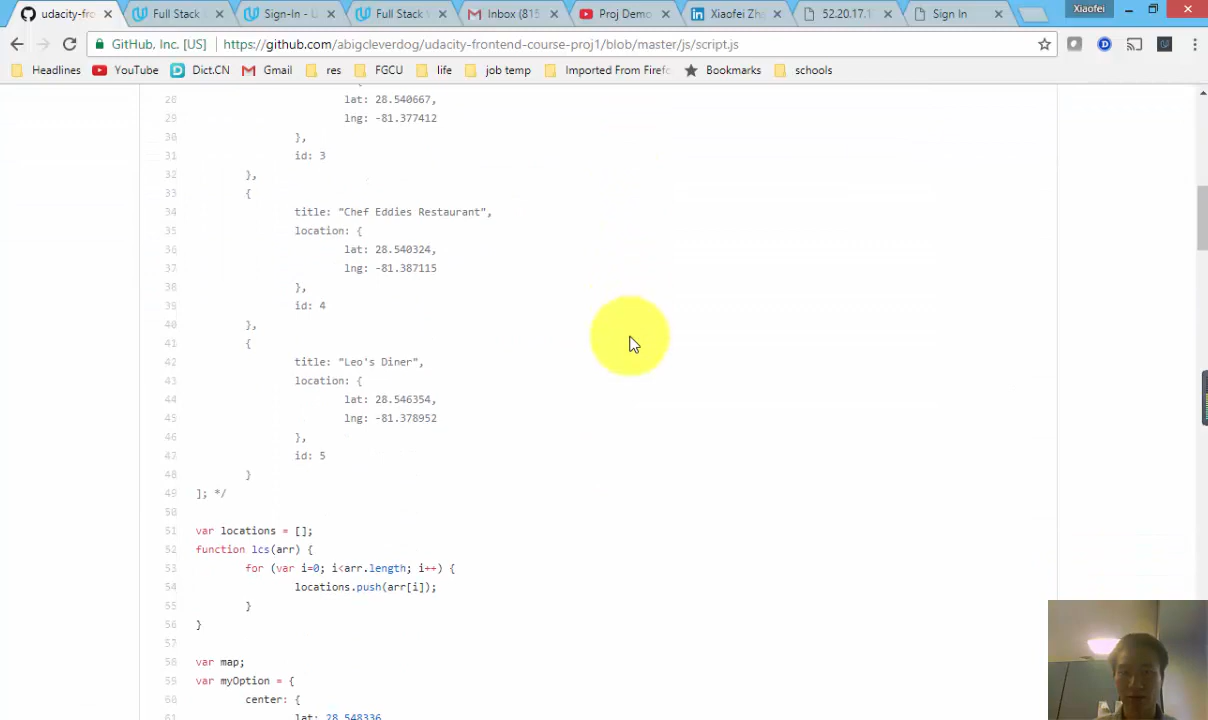 Xiaofei
udacity-fro
Full Stack
Sign-In - U
Full Stack
Inbox (815
Proj Demo
Xiaofei Zh
52.20.17.1
Sign In
GitHub, Inc. [US] https://github.com/abigcleverdog/udacity-frontend-course-proj1/blob/master/js/script.js
Headlines YouTube Dict.CN Gmail res FGCU life job temp Imported From Firefo Bookmarks schools
28 lat: 28.540667,
29 lng: -81.377412
30 },
31 id: 3
32 },
33 {
34 title: "Chef Eddies Restaurant",
35 location: {
36 lat: 28.540324,
37 lng: -81.387115
38 },
39 id: 4
40 },
41 {
42 title: "Leo's Diner",
43 location: {
44 lat: 28.546354,
45 lng: -81.378952
46 },
47 id: 5
48 }
49 ]; */
50
51 var locations = [];
52 function lcs(arr) {
53 for (var i=0; i<arr.length; i++) {
54 locations.push(arr[i]);
55 }
56 }
57
58 var map;
59 var myOption = {
60 center: {
61 lat: 28.548336